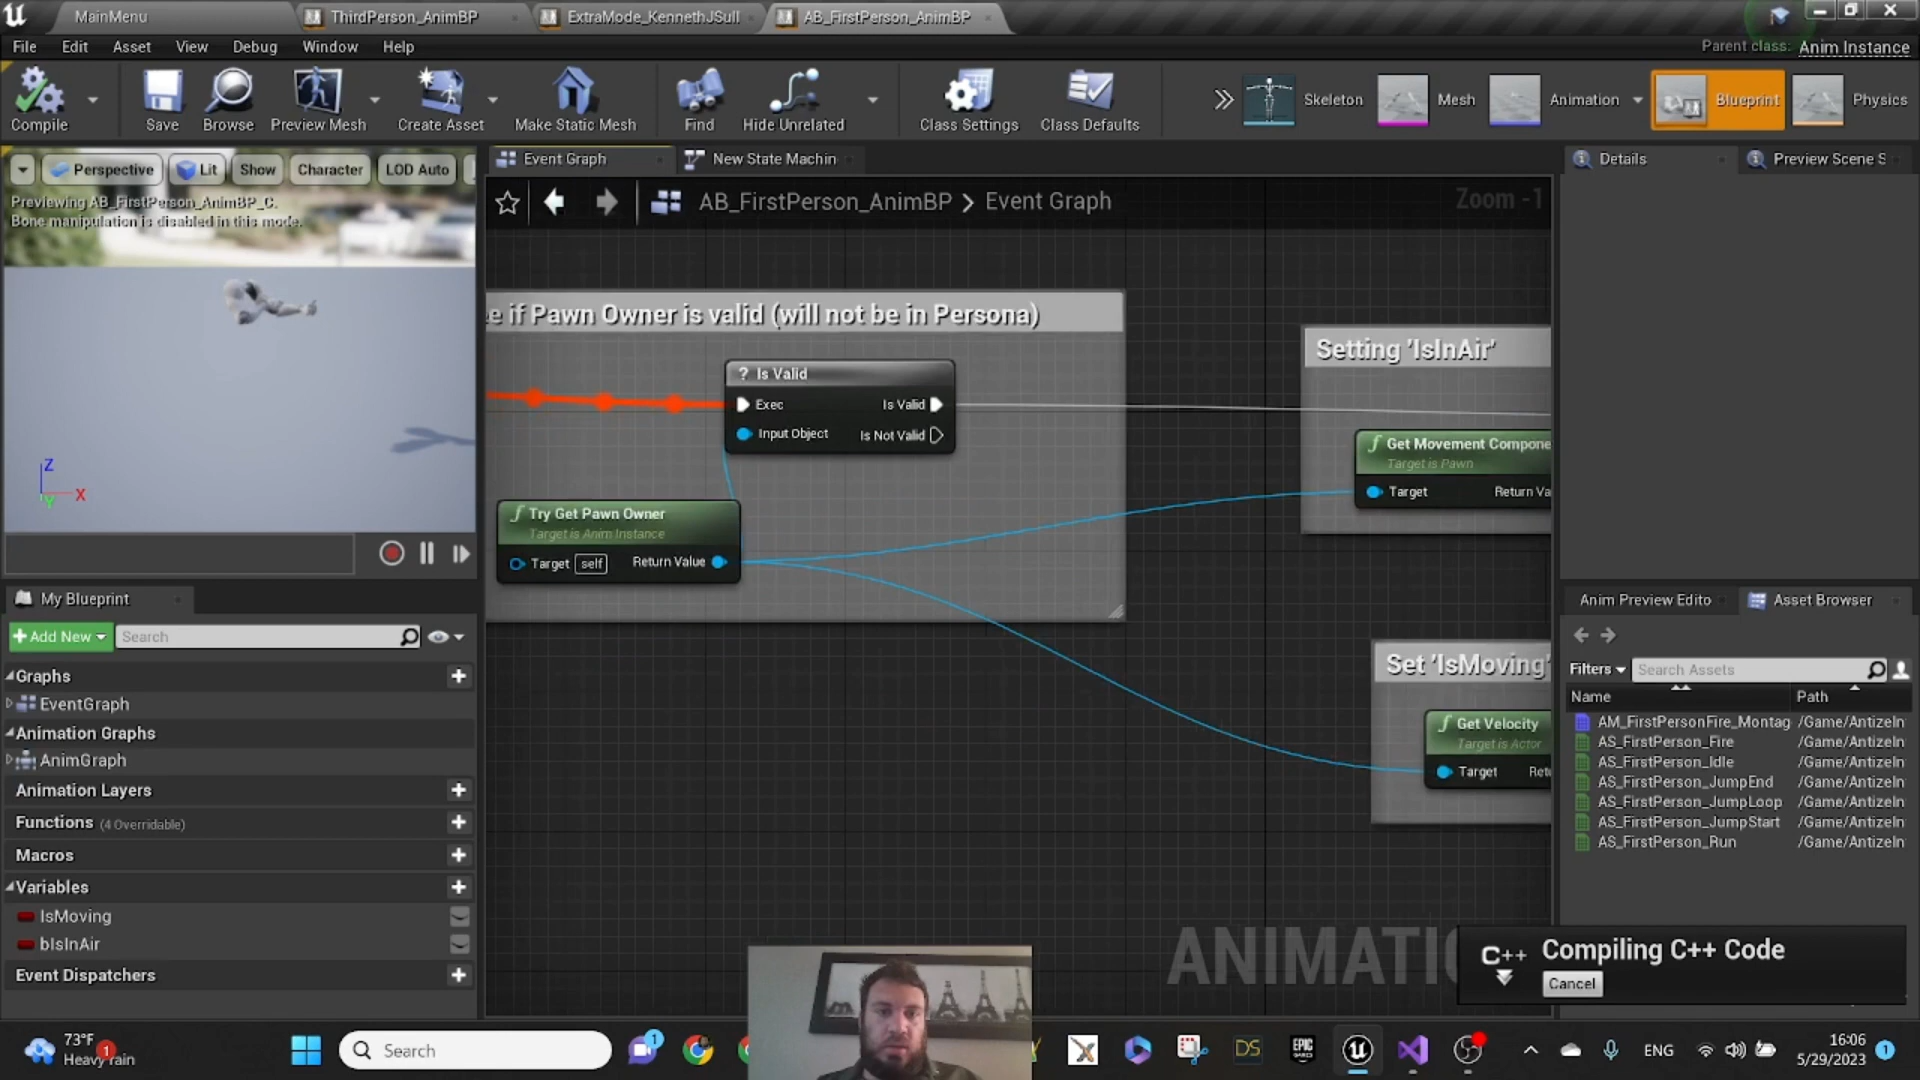 MainMenu
ThirdPerson_AnimBP
ExtraMode_KennethJSull
AB_FirstPerson_AnimBP
File Edit Asset View Debug Window Help
Parent class: Anim Instance
Compile
Save
Browse
Preview Mesh
Create Asset
Make Static Mesh
Find
Hide Unrelated
Class Settings
Class Defaults
Skeleton
Mesh
Animation
Blueprint
Physics
Perspective
Lit
Show
Character
LOD Auto
Previewing AB_FirstPerson_AnimBP_C.
Bone manipulation is disabled in this mode.
Z
X
Y
Event Graph
New State Machin
AB_FirstPerson_AnimBP > Event Graph
Zoom -1
e if Pawn Owner is valid (will not be in Persona)
? Is Valid
Exec
Is Valid
Input Object
Is Not Valid
f Try Get Pawn Owner
Target is Anim Instance
Target self
Return Value
Setting 'IsInAir'
f Get Movement Compone
Target is Pawn
Target
Return Va
Set 'IsMoving'
f Get Velocity
Target is Actor
Target
Ret
ANIMATIO
My Blueprint
+ Add New
Search
Graphs
EventGraph
Animation Graphs
AnimGraph
Animation Layers
Functions (4 Overridable)
Macros
Variables
IsMoving
bIsInAir
Event Dispatchers
Details
Preview Scene S
Anim Preview Edito
Asset Browser
Filters
Search Assets
Name
Path
AM_FirstPersonFire_Montag /Game/AntizeIn
AS_FirstPerson_Fire /Game/AntizeIn
AS_FirstPerson_Idle /Game/AntizeIn
AS_FirstPerson_JumpEnd /Game/AntizeIn
AS_FirstPerson_JumpLoop /Game/AntizeIn
AS_FirstPerson_JumpStart /Game/AntizeIn
AS_FirstPerson_Run /Game/AntizeIn
C++
Compiling C++ Code
Cancel
73°F
1
Heavy rain
Search
1
DS
EPIC
GAMES
ENG
16:06
5/29/2023
1